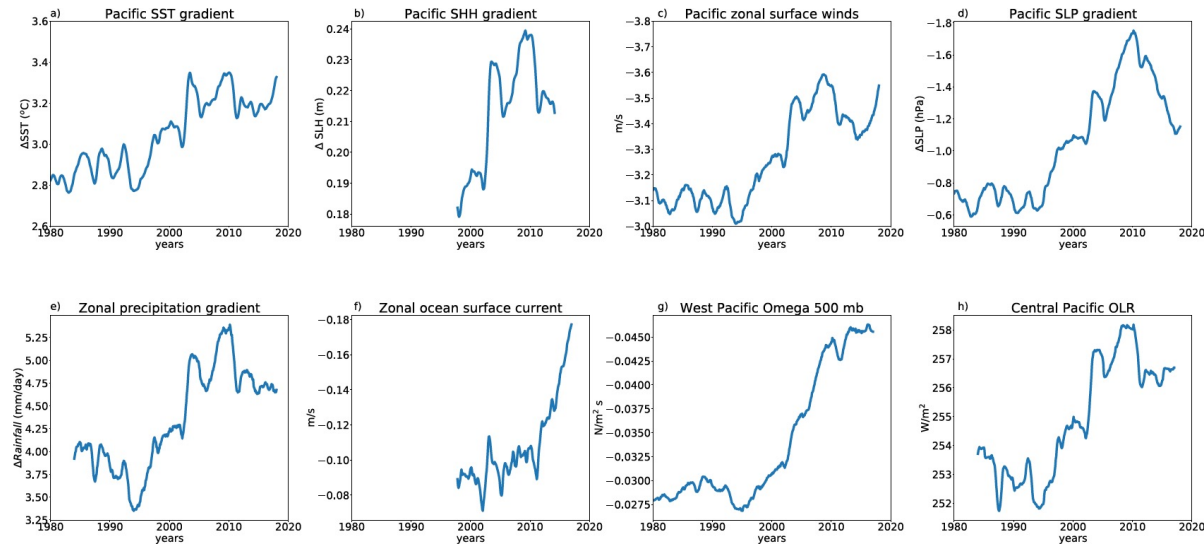 a) Pacific SST gradient
3.6
3.4
3.2
3.0
2.8
2.6
ΔSST (°C)
1980 1990 2000 2010 2020
years
b) Pacific SHH gradient
0.24
0.23
0.22
0.21
0.20
0.19
0.18
Δ SLH (m)
1980 1990 2000 2010 2020
years
c) Pacific zonal surface winds
−3.8
−3.7
−3.6
−3.5
−3.4
−3.3
−3.2
−3.1
−3.0
m/s
1980 1990 2000 2010 2020
years
d) Pacific SLP gradient
−1.8
−1.6
−1.4
−1.2
−1.0
−0.8
−0.6
ΔSLP (hPa)
1980 1990 2000 2010 2020
years
e) Zonal precipitation gradient
5.25
5.00
4.75
4.50
4.25
4.00
3.75
3.50
3.25
ΔRainfall (mm/day)
1980 1990 2000 2010 2020
years
f) Zonal ocean surface current
−0.18
−0.16
−0.14
−0.12
−0.10
−0.08
m/s
1980 1990 2000 2010 2020
years
g) West Pacific Omega 500 mb
−0.0450
−0.0425
−0.0400
−0.0375
−0.0350
−0.0325
−0.0300
−0.0275
N/m² s
1980 1990 2000 2010 2020
years
h) Central Pacific OLR
258
257
256
255
254
253
252
W/m²
1980 1990 2000 2010 2020
years